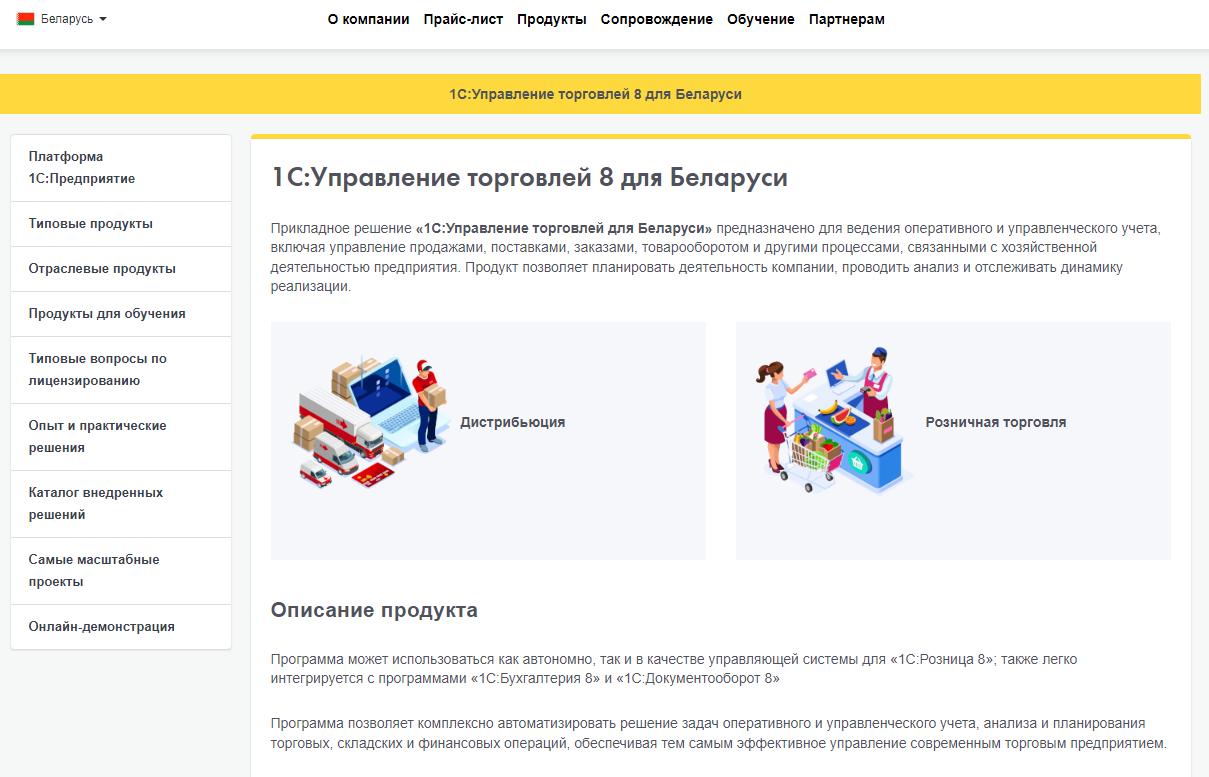 Беларусь
О компании Прайс-лист Продукты Сопровождение Обучение Партнерам
1С:Управление торговлей 8 для Беларуси
Платформа
1С:Предприятие
Типовые продукты
Отраслевые продукты
Продукты для обучения
Типовые вопросы по
лицензированию
Опыт и практические
решения
Каталог внедренных
решений
Самые масштабные
проекты
Онлайн-демонстрация
1С:Управление торговлей 8 для Беларуси
Прикладное решение «1С:Управление торговлей для Беларуси» предназначено для ведения оперативного и управленческого учета,
включая управление продажами, поставками, заказами, товарооборотом и другими процессами, связанными с хозяйственной
деятельностью предприятия. Продукт позволяет планировать деятельность компании, проводить анализ и отслеживать динамику
реализации.
Дистрибьюция
Розничная торговля
Описание продукта
Программа может использоваться как автономно, так и в качестве управляющей системы для «1С:Розница 8»; также легко
интегрируется с программами «1С:Бухгалтерия 8» и «1С:Документооборот 8»
Программа позволяет комплексно автоматизировать решение задач оперативного и управленческого учета, анализа и планирования
торговых, складских и финансовых операций, обеспечивая тем самым эффективное управление современным торговым предприятием.